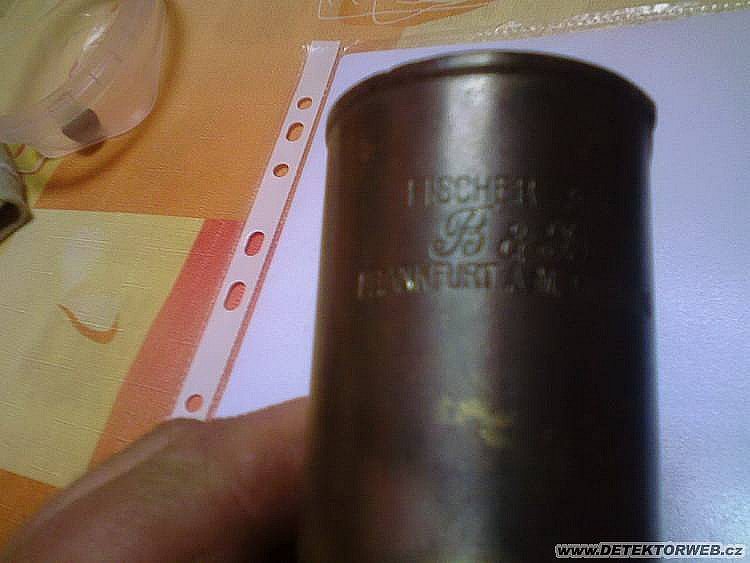 FISCHER
B &
FRANKFURT A M
www.DETEKTORWEB.cz